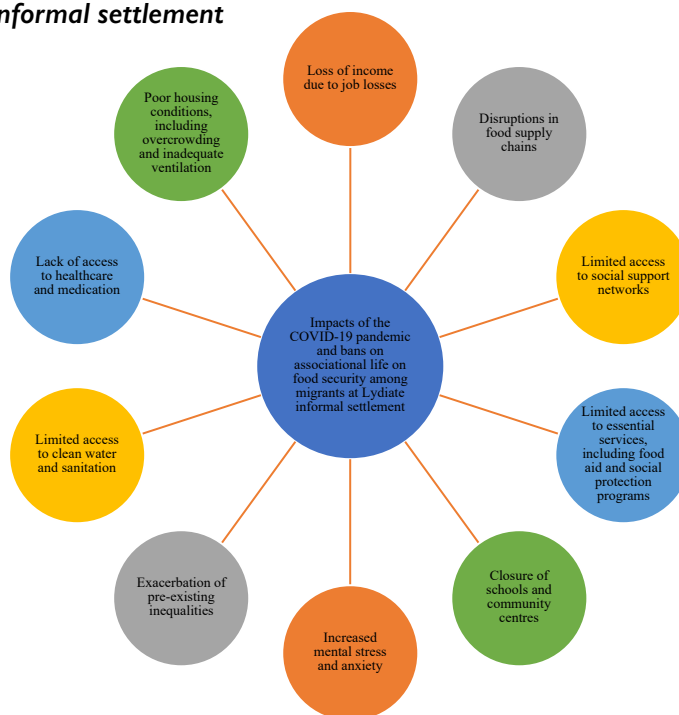 nformal settlement
Loss of income
due to job losses
Disruptions in
food supply
chains
Limited access
to social support
networks
Limited access
to essential
services,
including food
aid and social
protection
programs
Closure of
schools and
community
centres
Increased
mental stress
and anxiety
Exacerbation of
pre-existing
inequalities
Limited access
to clean water
and sanitation
Lack of access
to healthcare
and medication
Poor housing
conditions,
including
overcrowding
and inadequate
ventilation
Impacts of the
COVID-19 pandemic
and bans on
associational life on
food security among
migrants at Lydiate
informal settlement